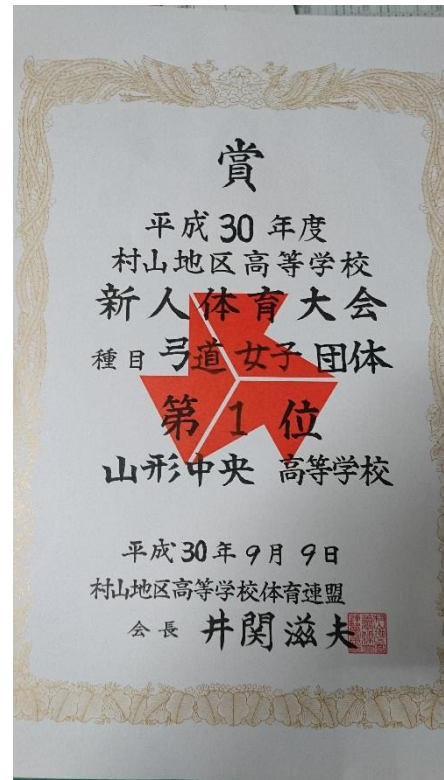 賞
平成30年度
村山地区高等学校
新人体育大会
種目 弓道女子団体
第1位
山形中央 高等学校
平成30年9月9日
村山地区高等学校体育連盟
会長 井関滋夫